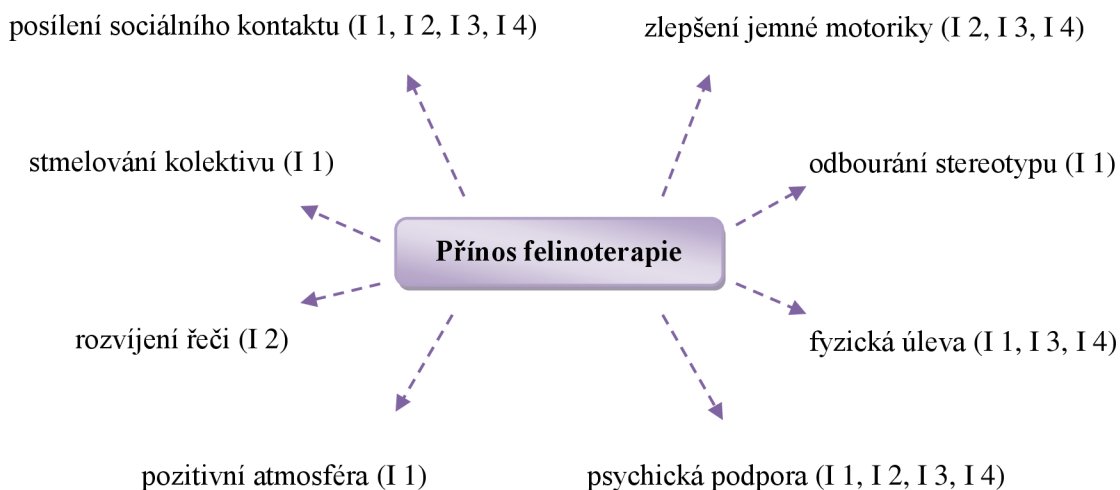 posílení sociálního kontaktu (I 1, I 2, I 3, I 4)
zlepšení jemné motoriky (I 2, I 3, I 4)
stmelování kolektivu (I 1)
odbourání stereotypu (I 1)
Přínos felinoterapie
rozvíjení řeči (I 2)
fyzická úleva (I 1, I 3, I 4)
pozitivní atmosféra (I 1)
psychická podpora (I 1, I 2, I 3, I 4)